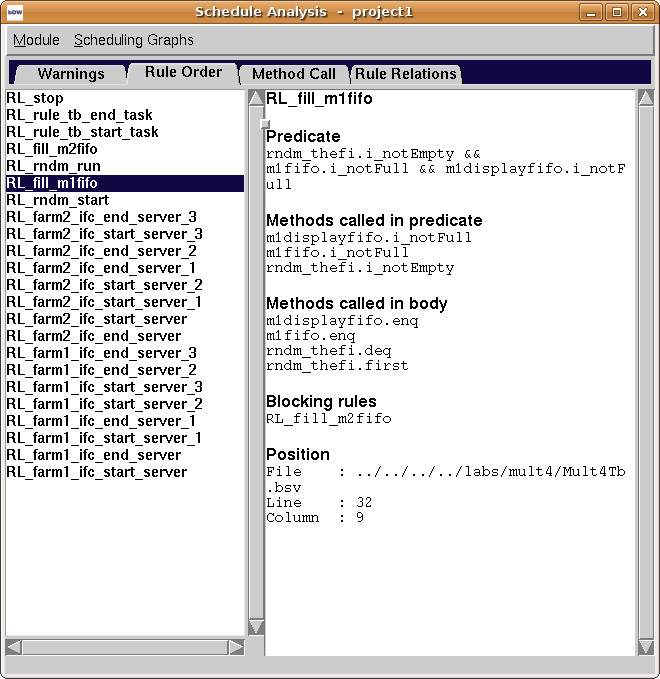 bDW
Schedule Analysis - project1
Module Scheduling Graphs
Warnings Rule Order Method Call Rule Relations
RL_stop
RL_rule_tb_end_task
RL_rule_tb_start_task
RL_fill_m2fifo
RL_rndm_run
RL_fill_m1fifo
RL_rndm_start
RL_farm2_ifc_end_server_3
RL_farm2_ifc_start_server_3
RL_farm2_ifc_end_server_2
RL_farm2_ifc_end_server_1
RL_farm2_ifc_start_server_2
RL_farm2_ifc_start_server_1
RL_farm2_ifc_start_server
RL_farm2_ifc_end_server
RL_farm1_ifc_end_server_3
RL_farm1_ifc_end_server_2
RL_farm1_ifc_start_server_3
RL_farm1_ifc_start_server_2
RL_farm1_ifc_end_server_1
RL_farm1_ifc_start_server_1
RL_farm1_ifc_end_server
RL_farm1_ifc_start_server
RL_fill_m1fifo
Predicate
rndm_thefi.i_notEmpty &&
m1fifo.i_notFull && m1displayfifo.i_notF
ull
Methods called in predicate
m1displayfifo.i_notFull
m1fifo.i_notFull
rndm_thefi.i_notEmpty
Methods called in body
m1displayfifo.enq
m1fifo.enq
rndm_thefi.deq
rndm_thefi.first
Blocking rules
RL_fill_m2fifo
Position
File : ../../../../labs/mult4/Mult4Tb
.bsv
Line : 32
Column : 9